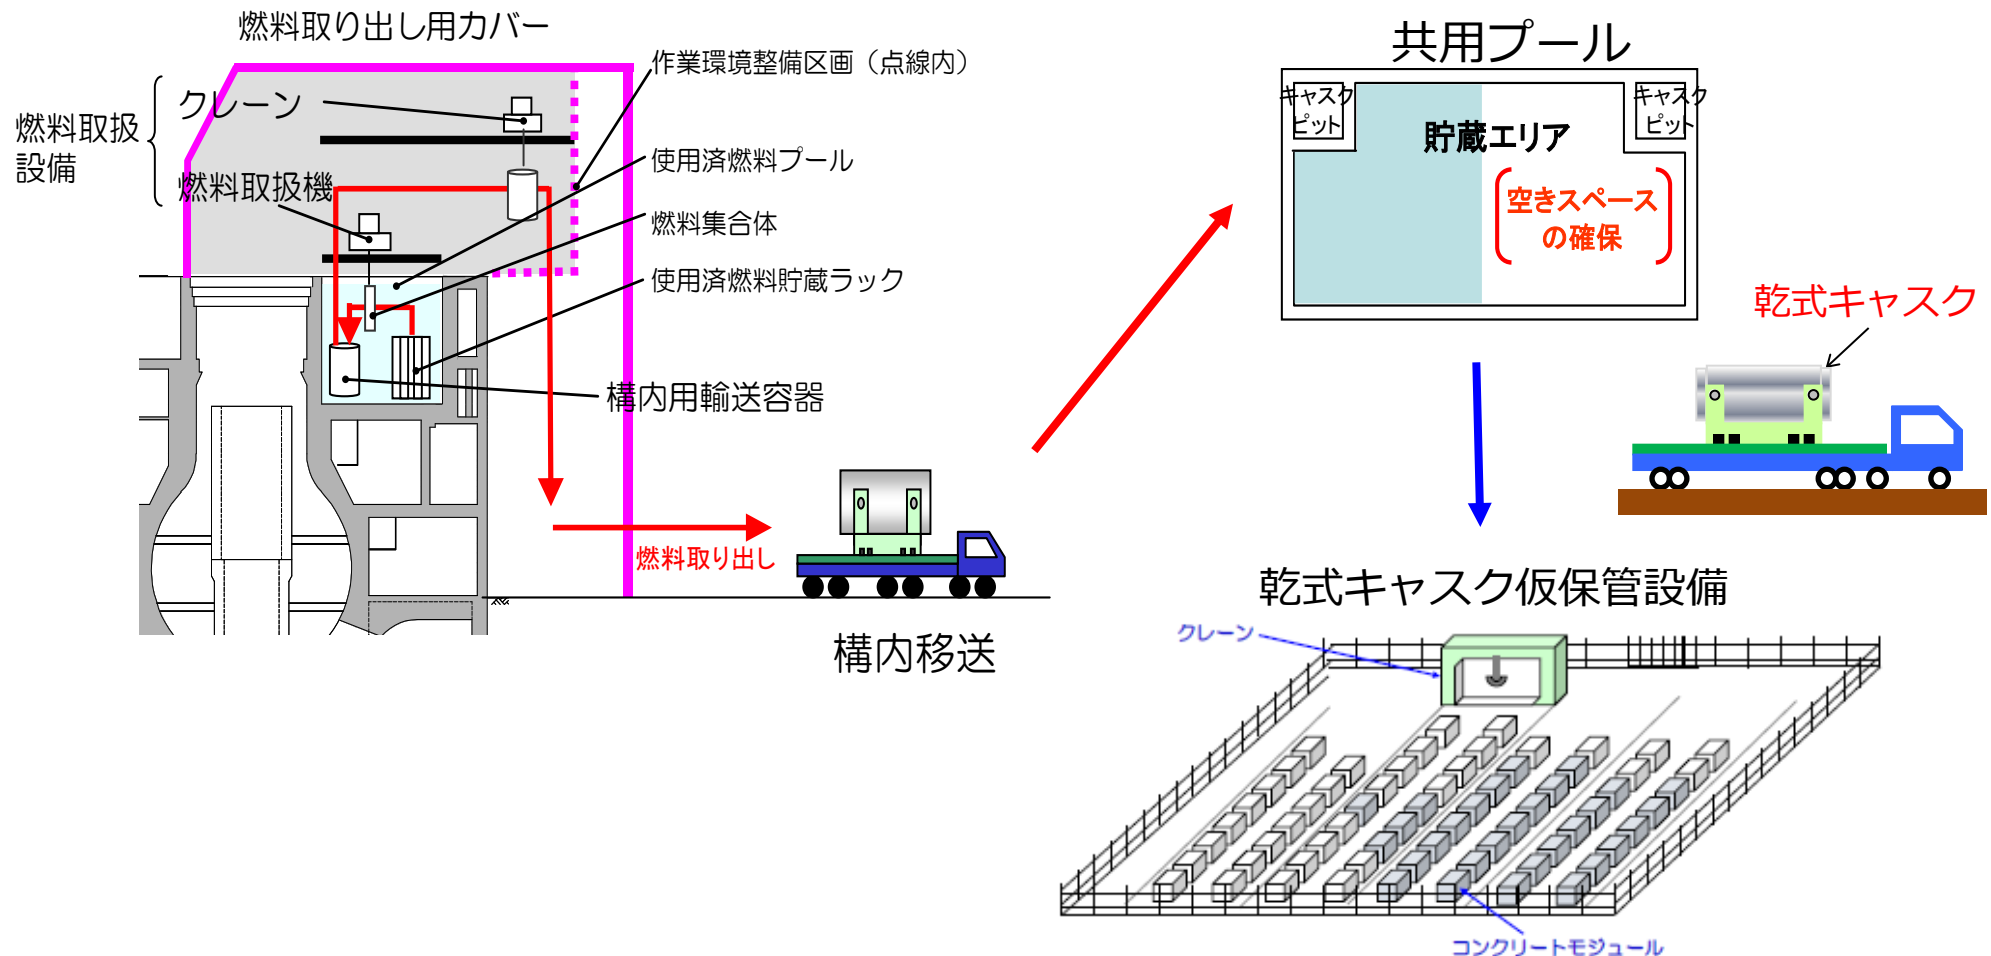 燃料取り出し用カバー
作業環境整備区画（点線内）
クレーン
燃料取扱
設備
使用済燃料プール
燃料取扱機
燃料集合体
使用済燃料貯蔵ラック
構内用輸送容器
燃料取り出し
構内移送
共用プール
キャスク
ピット
キャスク
ピット
貯蔵エリア
空きスペース
の確保
乾式キャスク
乾式キャスク仮保管設備
クレーン
コンクリートモジュール